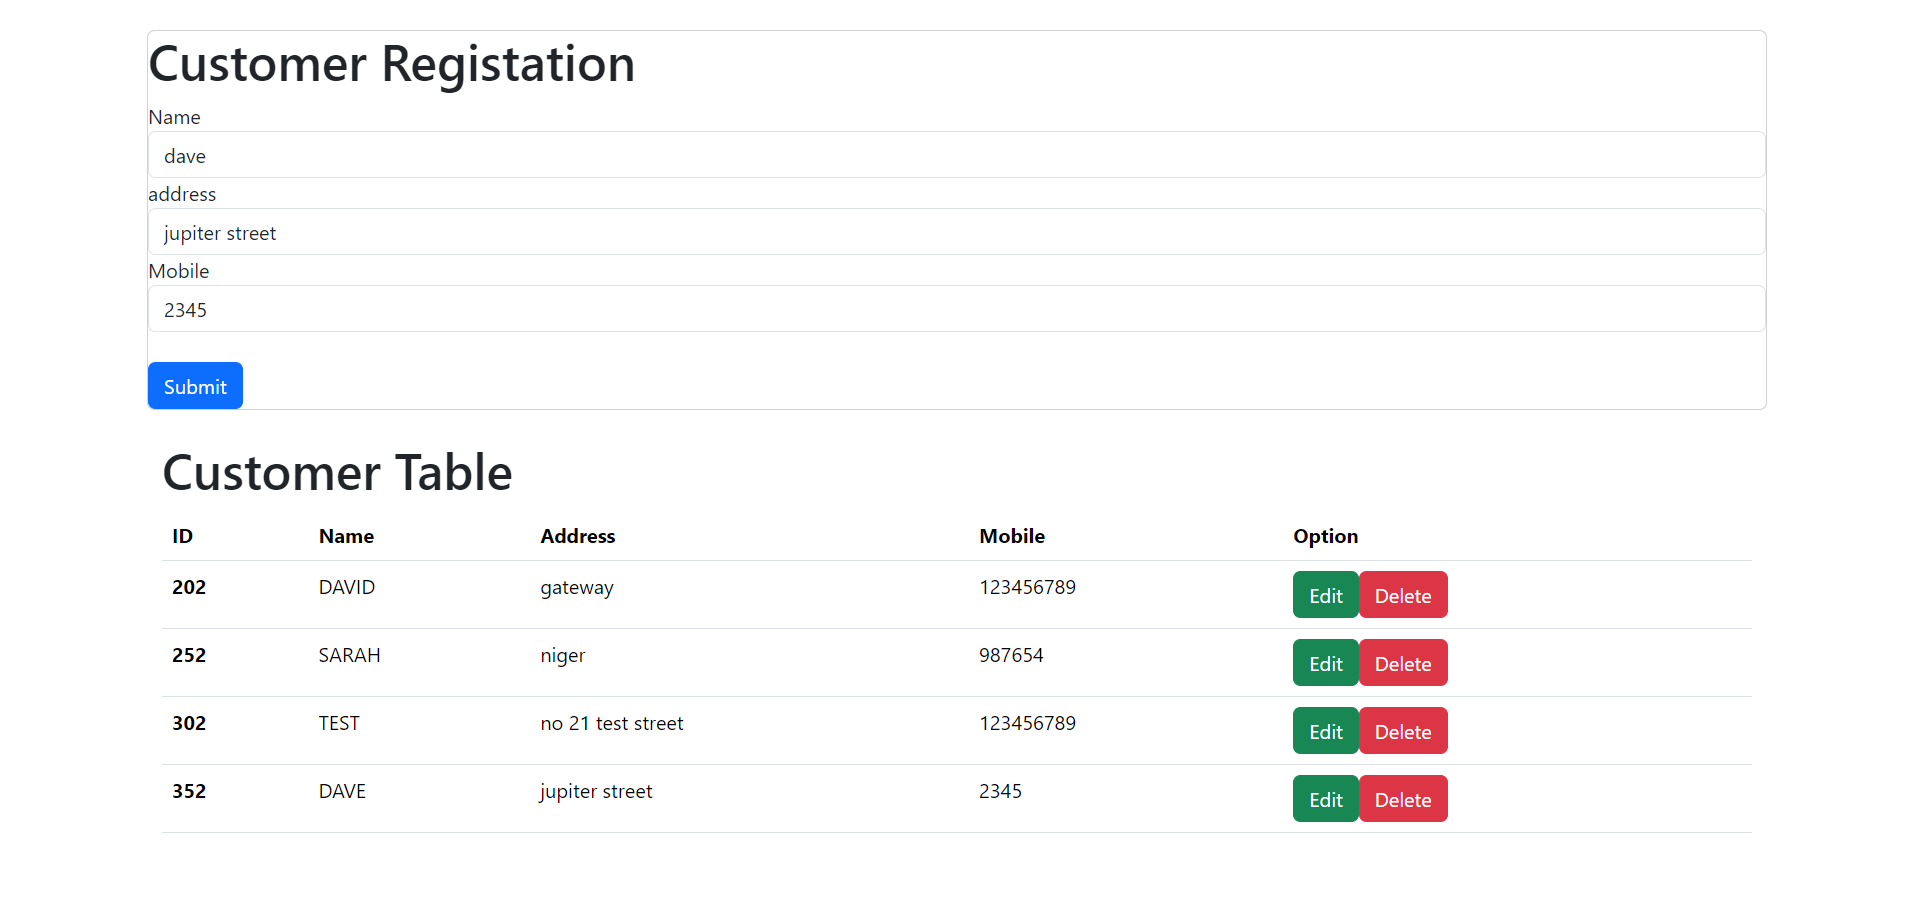 Customer Registation
Name
dave
address
jupiter street
Mobile
2345
Submit
Customer Table
ID Name Address Mobile Option
202 DAVID gateway 123456789 Edit Delete
252 SARAH niger 987654 Edit Delete
302 TEST no 21 test street 123456789 Edit Delete
352 DAVE jupiter street 2345 Edit Delete